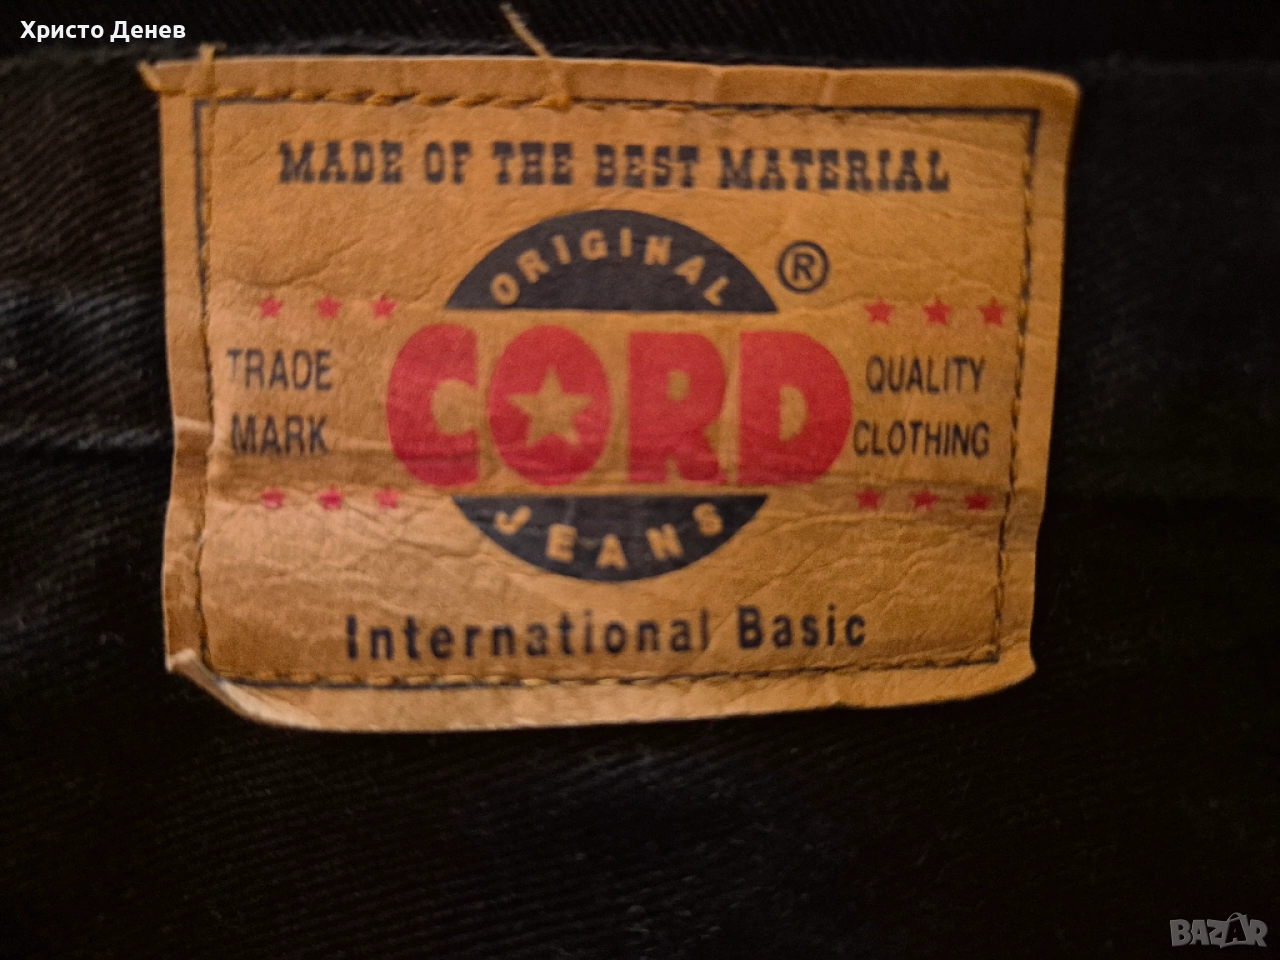 Христо Денев
MADE OF THE BEST MATERIAL
ORIGINAL
®
CORD
TRADE
MARK
QUALITY
CLOTHING
JEANS
International Basic
BAZAR